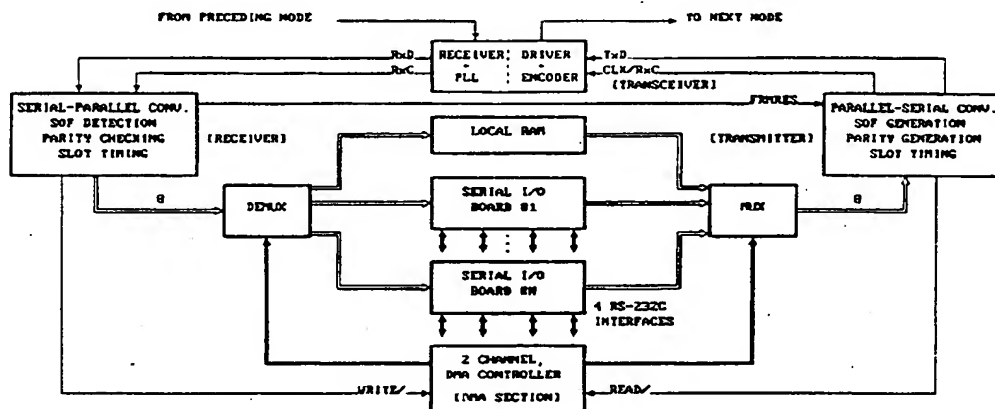 FROM PRECEDING NODE
TO NEXT NODE
RxD
RxC
RECEIVER
+
PLL
DRIVER
+
ENCODER
TxD
CLK/RxC
[TRANSCEIVER]
FRMRES
SERIAL-PARALLEL CONV.
SOF DETECTION
PARITY CHECKING
SLOT TIMING
[RECEIVER]
LOCAL RAM
[TRANSMITTER]
PARALLEL-SERIAL CONV.
SOF GENERATION
PARITY GENERATION
SLOT TIMING
8
DEMUX
SERIAL I/O
BOARD #1
MUX
8
SERIAL I/O
BOARD #N
4 RS-232C
INTERFACES
2 CHANNEL,
DMA CONTROLLER
[DMA SECTION]
WRITE/
READ/